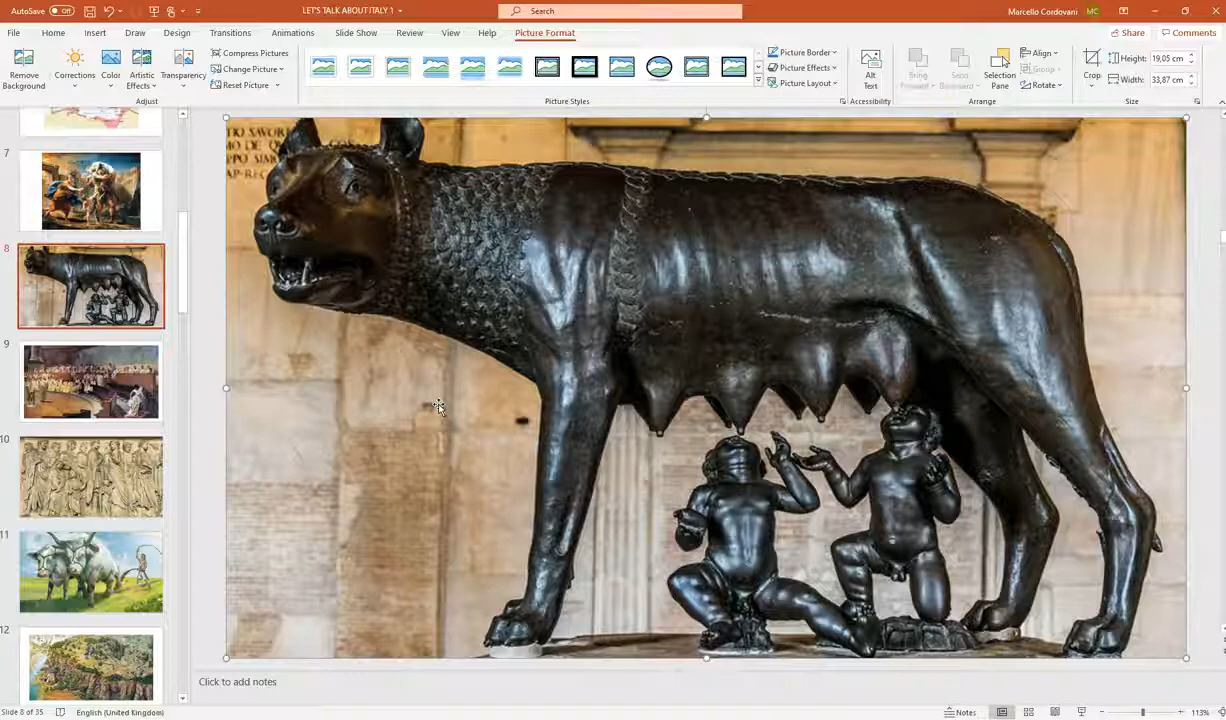 AutoSave Off LET'S TALK ABOUT ITALY 1 Search Marcello Cordovani MC
File Home Insert Draw Design Transitions Animations Slide Show Review View Help Picture Format Share Comments
Remove Background
Corrections
Color
Artistic Effects
Transparency
Compress Pictures
Change Picture
Reset Picture
Adjust
Picture Styles
Picture Border
Picture Effects
Picture Layout
Alt Text
Accessibility
Bring Forward
Send Backward
Selection Pane
Align
Group
Rotate
Arrange
Crop
Height: 19,05 cm
Width: 33,87 cm
Size
7
8
9
10
11
12
MO DE
PPO SIMO
Click to add notes
Slide 8 of 35 English (United Kingdom) Notes 113%